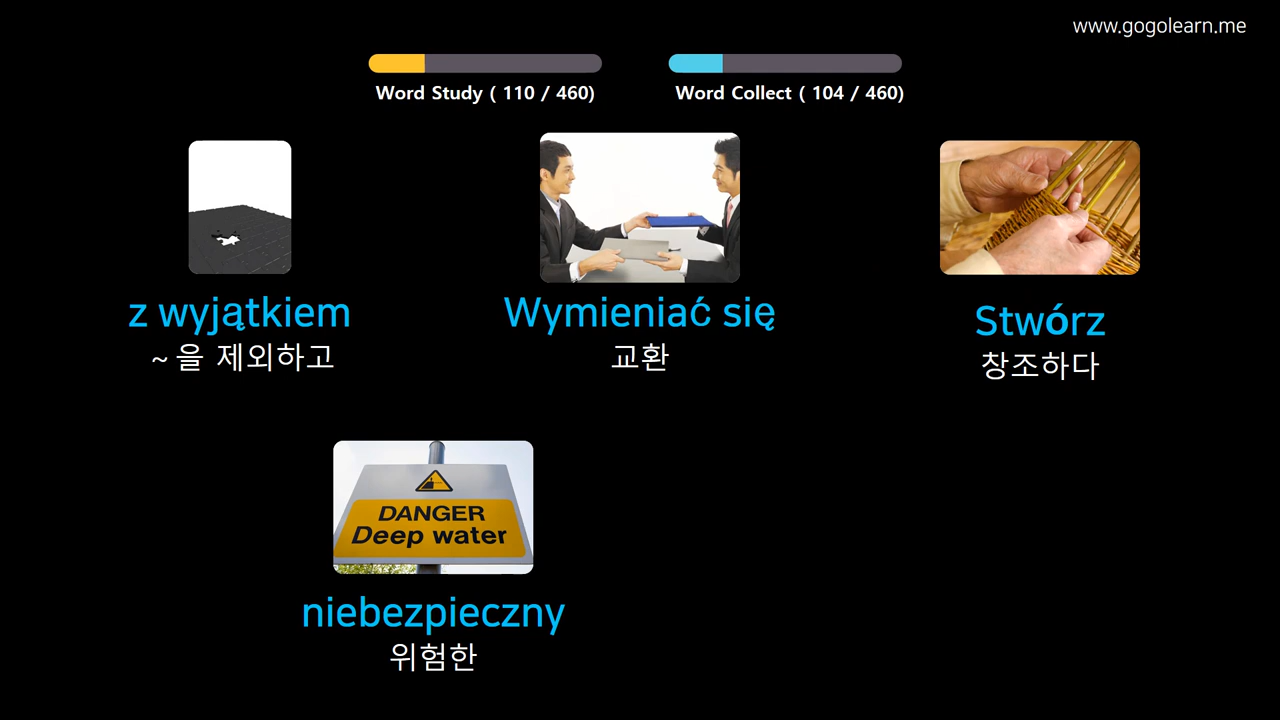 www.gogolearn.me
Word Study ( 110 / 460)
Word Collect ( 104 / 460)
z wyjątkiem
~ 을 제외하고
Wymieniać się
교환
Stwórz
창조하다
DANGER
Deep water
niebezpieczny
위험한